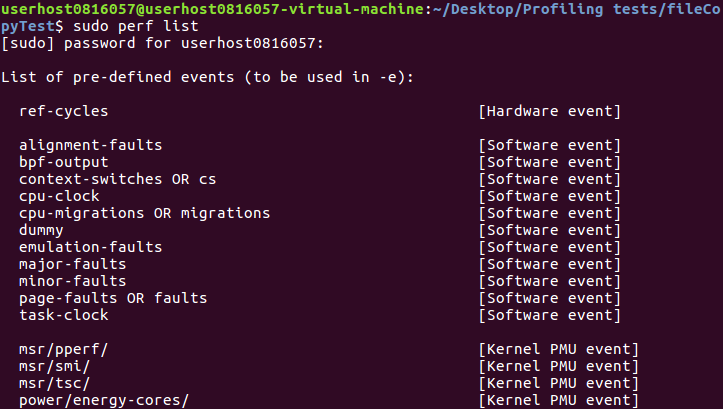 userhost0816057@userhost0816057-virtual-machine:~/Desktop/Profiling tests/fileCo
pyTest$ sudo perf list
[sudo] password for userhost0816057:
List of pre-defined events (to be used in -e):
ref-cycles [Hardware event]
alignment-faults [Software event]
bpf-output [Software event]
context-switches OR cs [Software event]
cpu-clock [Software event]
cpu-migrations OR migrations [Software event]
dummy [Software event]
emulation-faults [Software event]
major-faults [Software event]
minor-faults [Software event]
page-faults OR faults [Software event]
task-clock [Software event]
msr/pperf/ [Kernel PMU event]
msr/smi/ [Kernel PMU event]
msr/tsc/ [Kernel PMU event]
power/energy-cores/ [Kernel PMU event]